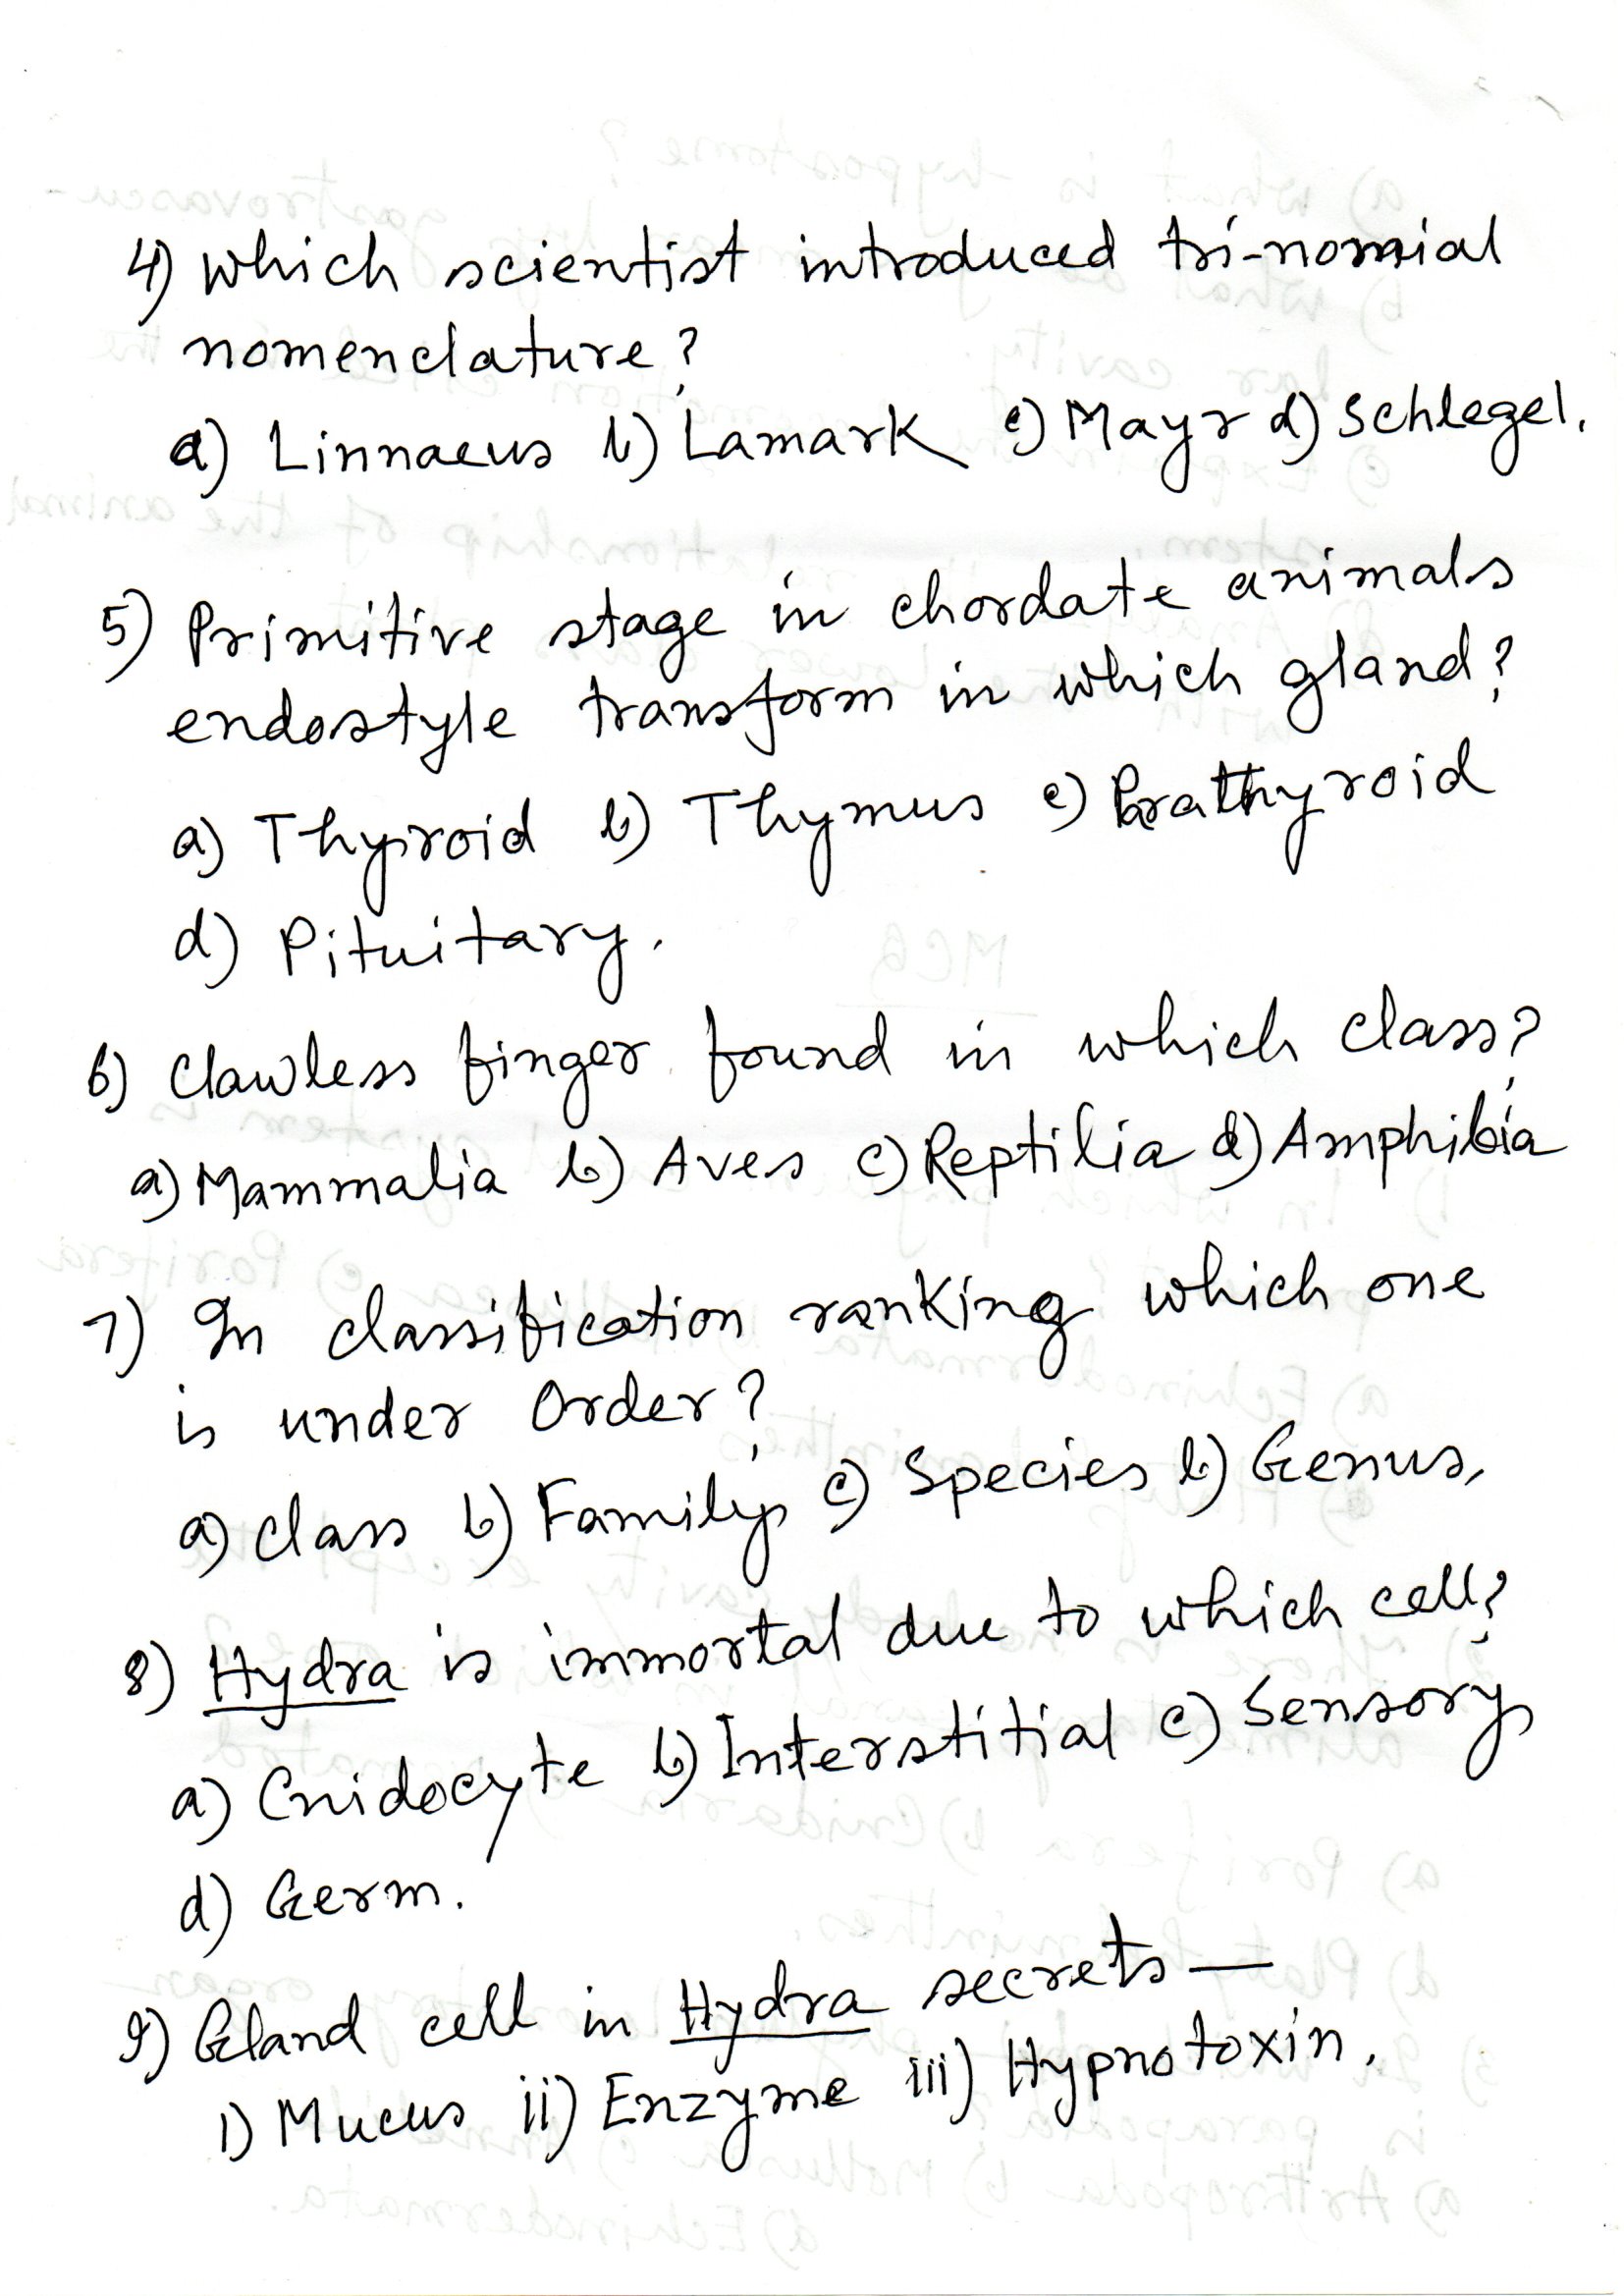 4) Which scientist introduced tri-nomial
nomenclature?
a) Linnaeus b) Lamark c) Mayr d) Schlegel.
5) Primitive stage in chordate animals
endostyle transform in which gland?
a) Thyroid b) Thymus c) Parathyroid
d) Pituitary.
6) Clawless finger found in which class?
a) Mammalia b) Aves c) Reptilia d) Amphibia
7) In classification ranking which one
is under Order?
a) Class b) Family c) Species b) Genus.
8) Hydra is immortal due to which cell?
a) Cnidocyte b) Interstitial c) Sensory
d) Germ.
9) Gland cell in Hydra secrets —
i) Mucus ii) Enzyme iii) Hypnotoxin.